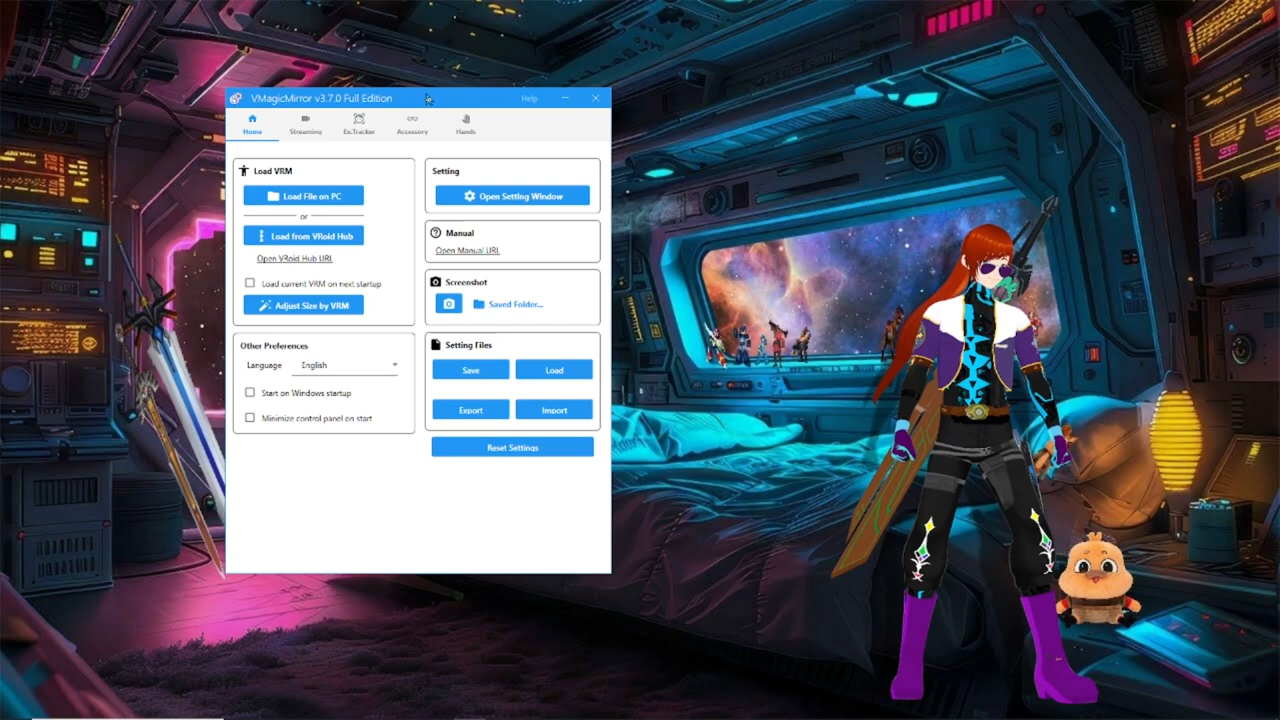 VMagicMirror v3.7.0 Full Edition
Help
Home
Streaming
Ex.Tracker
Accessory
Hands
Load VRM
Load File on PC
or
Load from VRoid Hub
Open VRoid Hub URL
Load current VRM on next startup
Adjust Size by VRM
Other Preferences
Language English
Start on Windows startup
Minimize control panel on start
Setting
Open Setting Window
Manual
Open Manual URL
Screenshot
Saved Folder...
Setting Files
Save Load
Export Import
Reset Settings